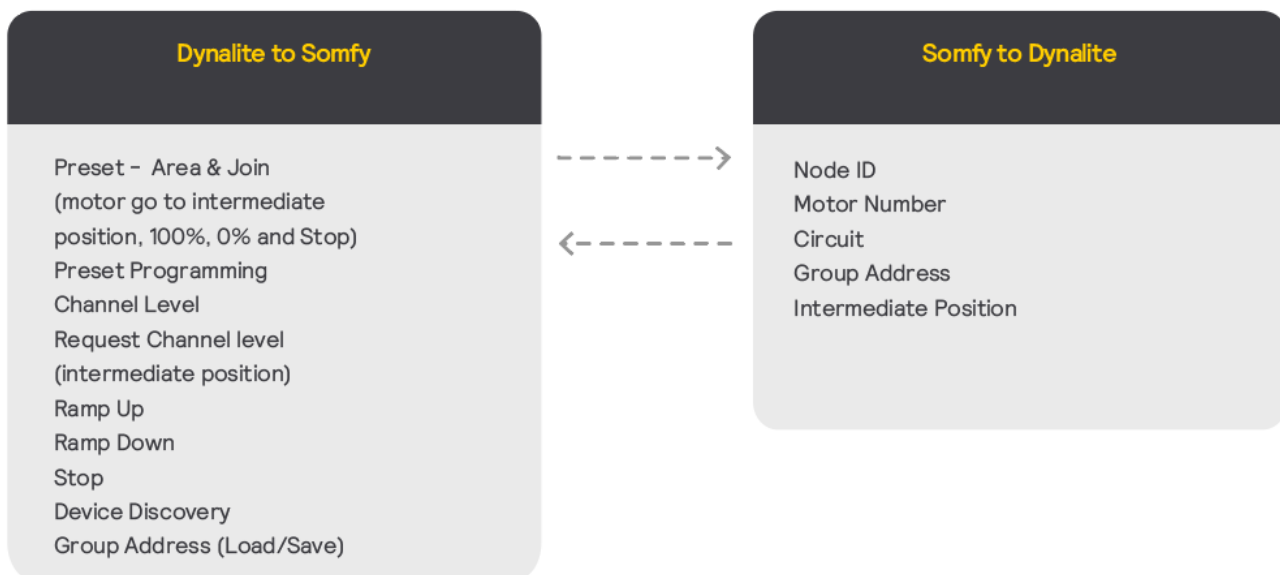 Dynalite to Somfy
Preset – Area & Join
(motor go to intermediate
position, 100%, 0% and Stop)
Preset Programming
Channel Level
Request Channel level
(intermediate position)
Ramp Up
Ramp Down
Stop
Device Discovery
Group Address (Load/Save)
Somfy to Dynalite
Node ID
Motor Number
Circuit
Group Address
Intermediate Position